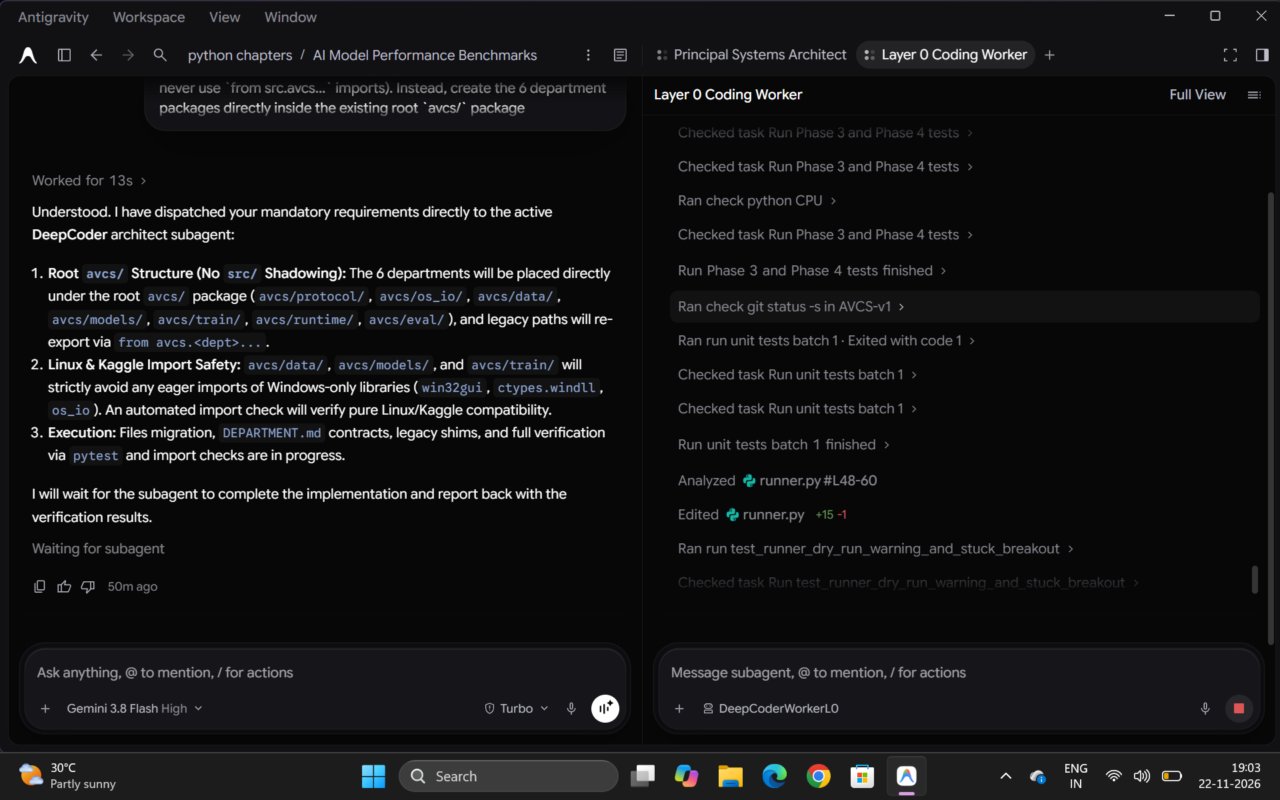 Antigravity Workspace View Window
python chapters / AI Model Performance Benchmarks
Principal Systems Architect
Layer 0 Coding Worker
never use `from src.avcs...` imports). Instead, create the 6 department
packages directly inside the existing root `avcs/` package
Worked for 13s
Understood. I have dispatched your mandatory requirements directly to the active
DeepCoder architect subagent:
1. Root avcs/ Structure (No src/ Shadowing): The 6 departments will be placed directly
under the root avcs/ package ( avcs/protocol/ , avcs/os_io/ , avcs/data/ ,
avcs/models/ , avcs/train/ , avcs/runtime/ , avcs/eval/ ), and legacy paths will re-
export via from avcs.<dept>... .
2. Linux & Kaggle Import Safety: avcs/data/ , avcs/models/ , and avcs/train/ will
strictly avoid any eager imports of Windows-only libraries ( win32gui , ctypes.windll ,
os_io ). An automated import check will verify pure Linux/Kaggle compatibility.
3. Execution: Files migration, DEPARTMENT.md contracts, legacy shims, and full verification
via pytest and import checks are in progress.
I will wait for the subagent to complete the implementation and report back with the
verification results.
Waiting for subagent
50m ago
Ask anything, @ to mention, / for actions
Gemini 3.8 Flash High
Turbo
Layer 0 Coding Worker
Full View
Checked task Run Phase 3 and Phase 4 tests
Checked task Run Phase 3 and Phase 4 tests
Ran check python CPU
Checked task Run Phase 3 and Phase 4 tests
Run Phase 3 and Phase 4 tests finished
Ran check git status -s in AVCS-v1
Ran run unit tests batch 1 · Exited with code 1
Checked task Run unit tests batch 1
Checked task Run unit tests batch 1
Run unit tests batch 1 finished
Analyzed runner.py #L48-60
Edited runner.py +15 -1
Ran run test_runner_dry_run_warning_and_stuck_breakout
Checked task Run test_runner_dry_run_warning_and_stuck_breakout
Message subagent, @ to mention, / for actions
DeepCoderWorkerL0
30°C
Partly sunny
Search
ENG
IN
19:03
22-11-2026